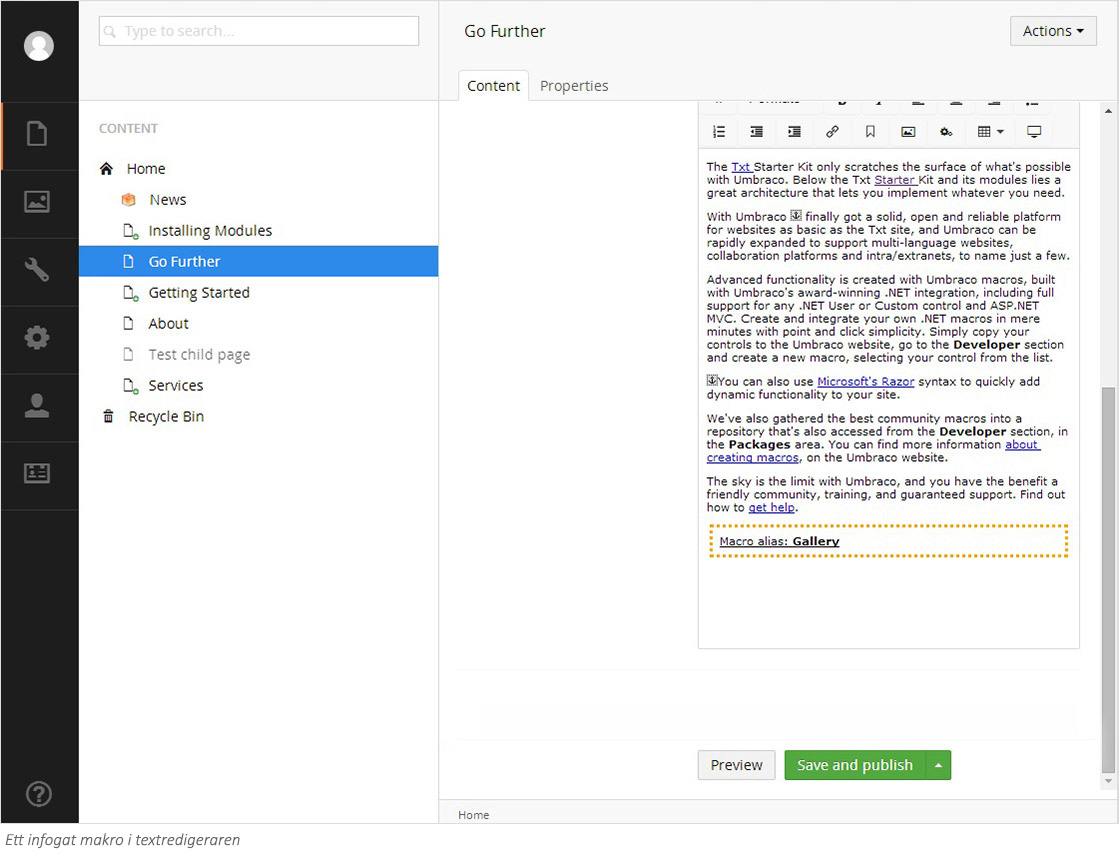 Type to search...
CONTENT
Home
News
Installing Modules
Go Further
Getting Started
About
Test child page
Services
Recycle Bin
Go Further
Actions
Content
Properties
The Txt Starter Kit only scratches the surface of what's possible
with Umbraco. Below the Txt Starter Kit and its modules lies a
great architecture that lets you implement whatever you need.
With Umbraco finally got a solid, open and reliable platform
for websites as basic as the Txt site, and Umbraco can be
rapidly expanded to support multi-language websites,
collaboration platforms and intra/extranets, to name just a few.
Advanced functionality is created with Umbraco macros, built
with Umbraco's award-winning .NET integration, including full
support for any .NET User or Custom control and ASP.NET
MVC. Create and integrate your own .NET macros in mere
minutes with point and click simplicity. Simply copy your
controls to the Umbraco website, go to the Developer section
and create a new macro, selecting your control from the list.
You can also use Microsoft's Razor syntax to quickly add
dynamic functionality to your site.
We've also gathered the best community macros into a
repository that's also accessed from the Developer section, in
the Packages area. You can find more information about
creating macros, on the Umbraco website.
The sky is the limit with Umbraco, and you have the benefit a
friendly community, training, and guaranteed support. Find out
how to get help.
Macro alias: Gallery
Preview
Save and publish
Home
Ett infogat makro i textredigeraren